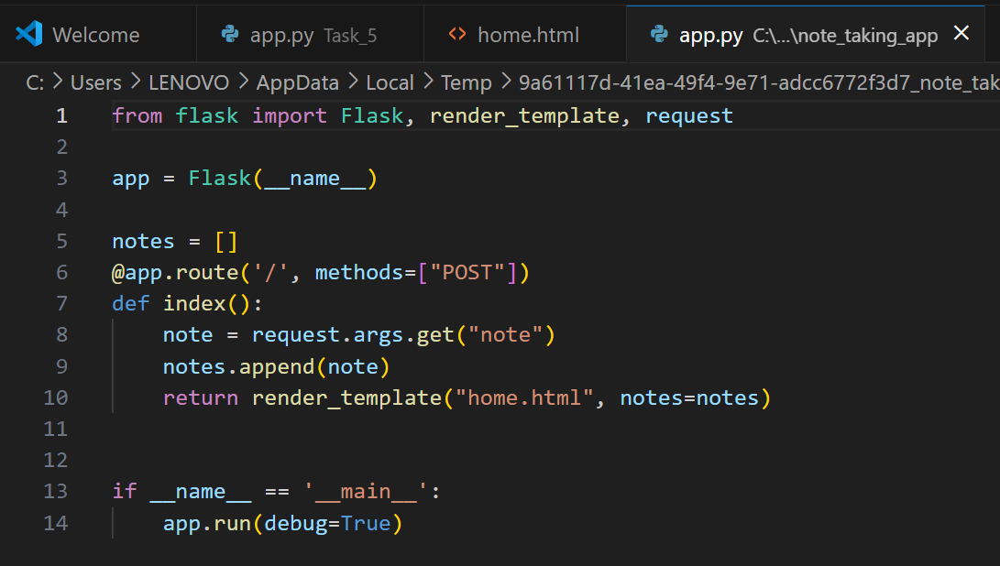 Welcome app.py Task_5 home.html app.py C:\...\note_taking_app
C: > Users > LENOVO > AppData > Local > Temp > 9a61117d-41ea-49f4-9e71-adcc6772f3d7_note_tak
1 from flask import Flask, render_template, request
2
3 app = Flask(__name__)
4
5 notes = []
6 @app.route('/', methods=["POST"])
7 def index():
8     note = request.args.get("note")
9     notes.append(note)
10     return render_template("home.html", notes=notes)
11
12
13 if __name__ == '__main__':
14     app.run(debug=True)